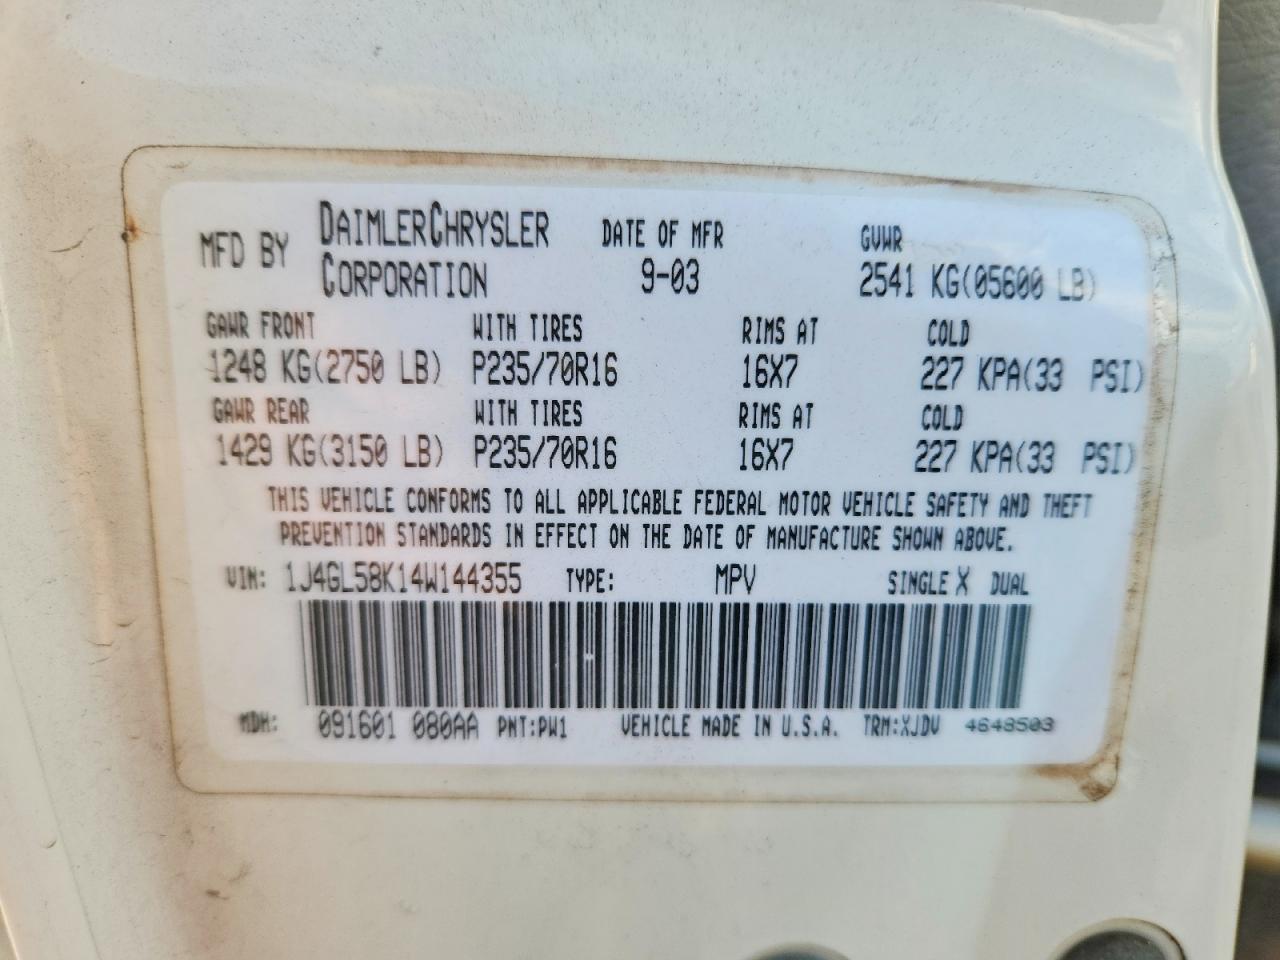 MFD BY DAIMLERCHRYSLER CORPORATION DATE OF MFR 9-03 GVWR 2541 KG(05600 LB)
GAWR FRONT WITH TIRES RIMS AT COLD
1248 KG(2750 LB) P235/70R16 16X7 227 KPA(33 PSI)
GAWR REAR WITH TIRES RIMS AT COLD
1429 KG(3150 LB) P235/70R16 16X7 227 KPA(33 PSI)
THIS VEHICLE CONFORMS TO ALL APPLICABLE FEDERAL MOTOR VEHICLE SAFETY AND THEFT
PREVENTION STANDARDS IN EFFECT ON THE DATE OF MANUFACTURE SHOWN ABOVE.
VIN: 1J4GL58K14W144355 TYPE: MPV SINGLE X DUAL
MDH: 091601 080AA PNT:PW1 VEHICLE MADE IN U.S.A. TRM:XJDV 4648503